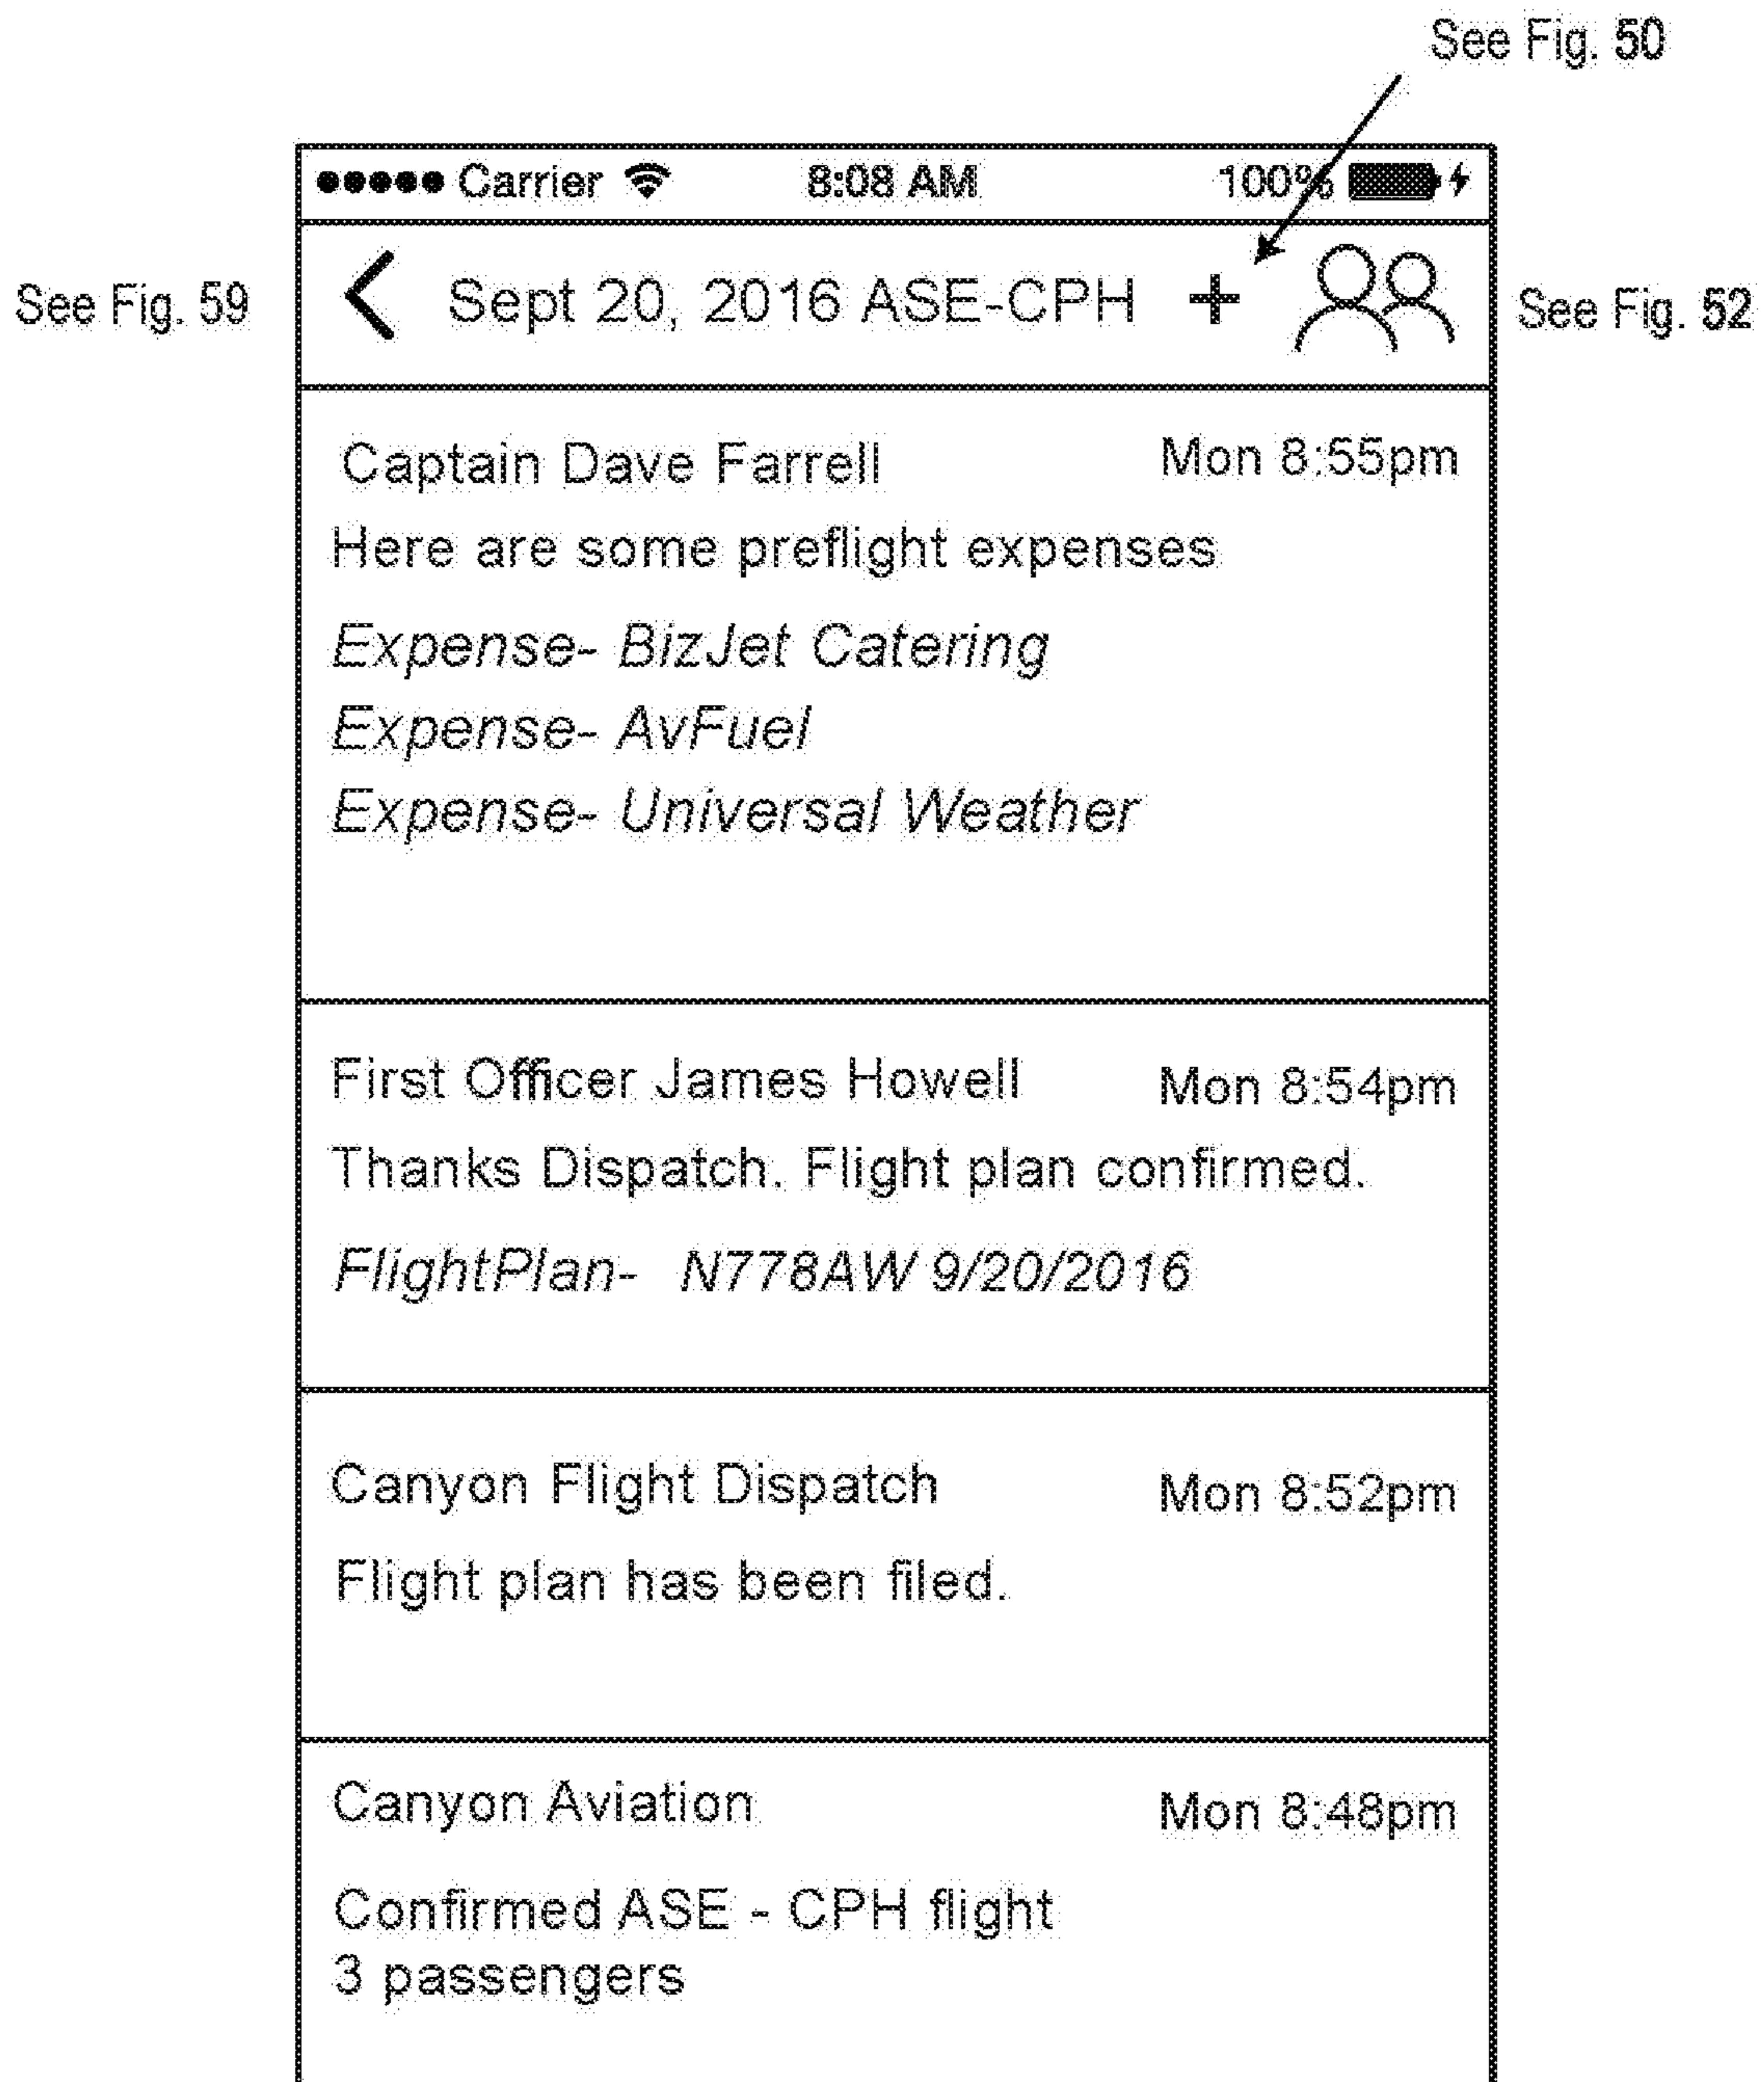 See Fig. 50
Carrier 8:08 AM 100%
See Fig. 59
Sept 20, 2016 ASE-CPH +
See Fig. 52
Captain Dave Farrell Mon 8:55pm
Here are some preflight expenses
Expense- BizJet Catering
Expense- AvFuel
Expense- Universal Weather
First Officer James Howell Mon 8:54pm
Thanks Dispatch. Flight plan confirmed.
FlightPlan- N778AW 9/20/2016
Canyon Flight Dispatch Mon 8:52pm
Flight plan has been filed.
Canyon Aviation Mon 8:48pm
Confirmed ASE - CPH flight
3 passengers